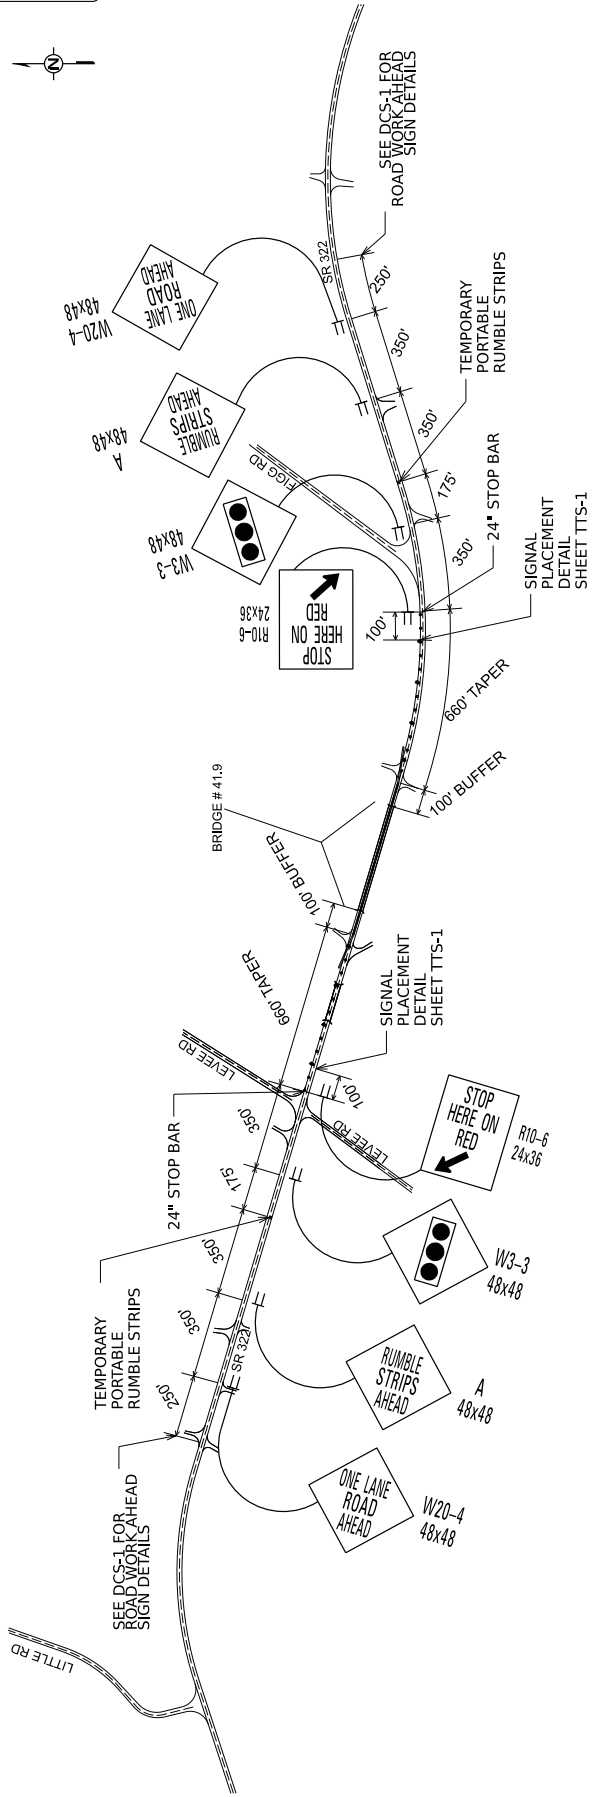 N
SEE DCS-1 FOR
ROAD WORK AHEAD
SIGN DETAILS
SR 322
250'
350'
350'
175'
350'
TEMPORARY
PORTABLE
RUMBLE STRIPS
24" STOP BAR
SIGNAL
PLACEMENT
DETAIL
SHEET TTS-1
100'
660' TAPER
100' BUFFER
W20-4
48x48
ONE LANE
ROAD
AHEAD
A
48x48
RUMBLE
STRIPS
AHEAD
FIGG RD
W3-3
48x48
R10-6
24x36
STOP
HERE ON
RED
BRIDGE # 41.9
100' BUFFER
660' TAPER
SIGNAL
PLACEMENT
DETAIL
SHEET TTS-1
LEVEE RD
LEVEE RD
100'
24" STOP BAR
350'
175'
350'
350'
250'
TEMPORARY
PORTABLE
RUMBLE STRIPS
SR 322
STOP
HERE ON
RED
R10-6
24x36
W3-3
48x48
RUMBLE
STRIPS
AHEAD
A
48x48
ONE LANE
ROAD
AHEAD
W20-4
48x48
SEE DCS-1 FOR
ROAD WORK AHEAD
SIGN DETAILS
LITTLE RD